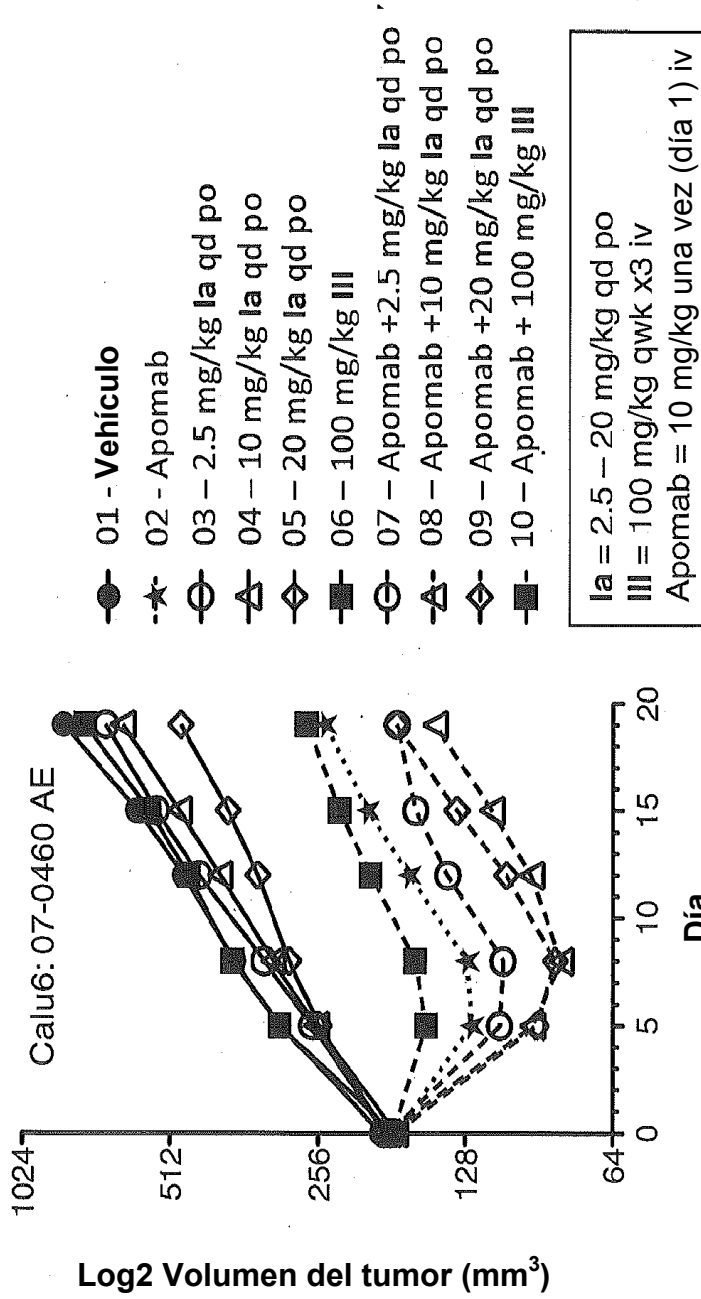 Calu6: 07-0460 AE
Log2 Volumen del tumor (mm³)
1024
512
256
128
64
0
5
10
15
20
Día
01 - Vehículo
02 - Apomab
03 – 2.5 mg/kg Ia qd po
04 – 10 mg/kg Ia qd po
05 – 20 mg/kg Ia qd po
06 – 100 mg/kg III
07 – Apomab +2.5 mg/kg Ia qd po
08 – Apomab +10 mg/kg Ia qd po
09 – Apomab +20 mg/kg Ia qd po
10 – Apomab + 100 mg/kg III
Ia = 2.5 – 20 mg/kg qd po
III = 100 mg/kg qwk x3 iv
Apomab = 10 mg/kg una vez (día 1) iv